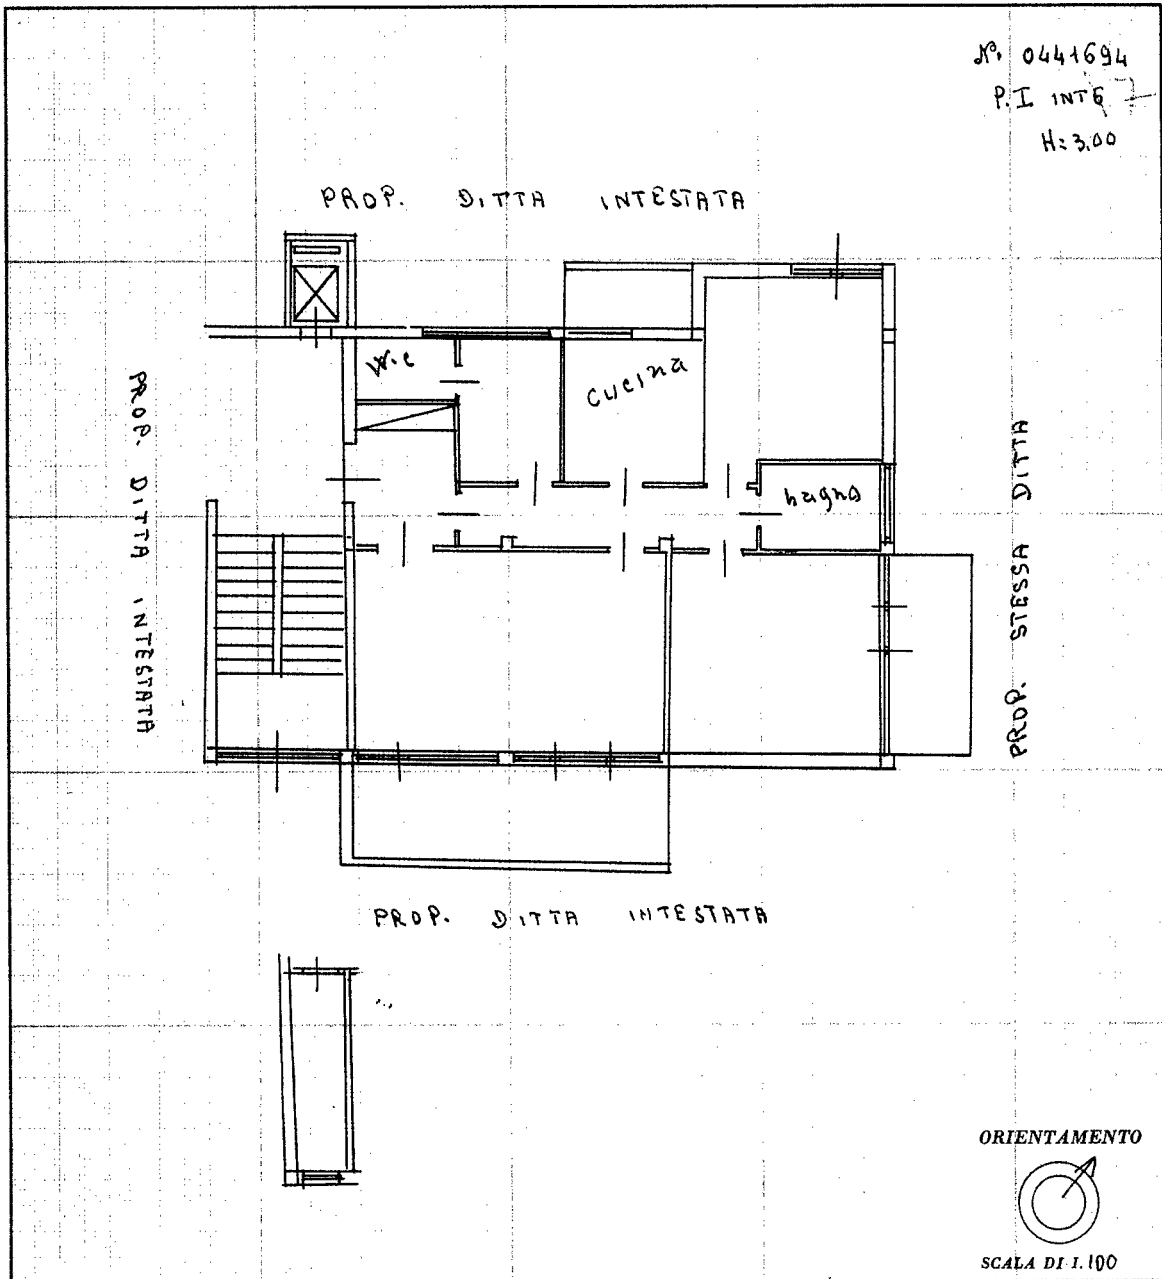 N° 0441694
P.I INT 6
H=3,00
PROP. DITTA INTESTATA
W.C
Cucina
bagno
PROP. DITTA INTESTATA
PROP. STESSA DITTA
PROP. DITTA INTESTATA
ORIENTAMENTO
SCALA DI 1.100